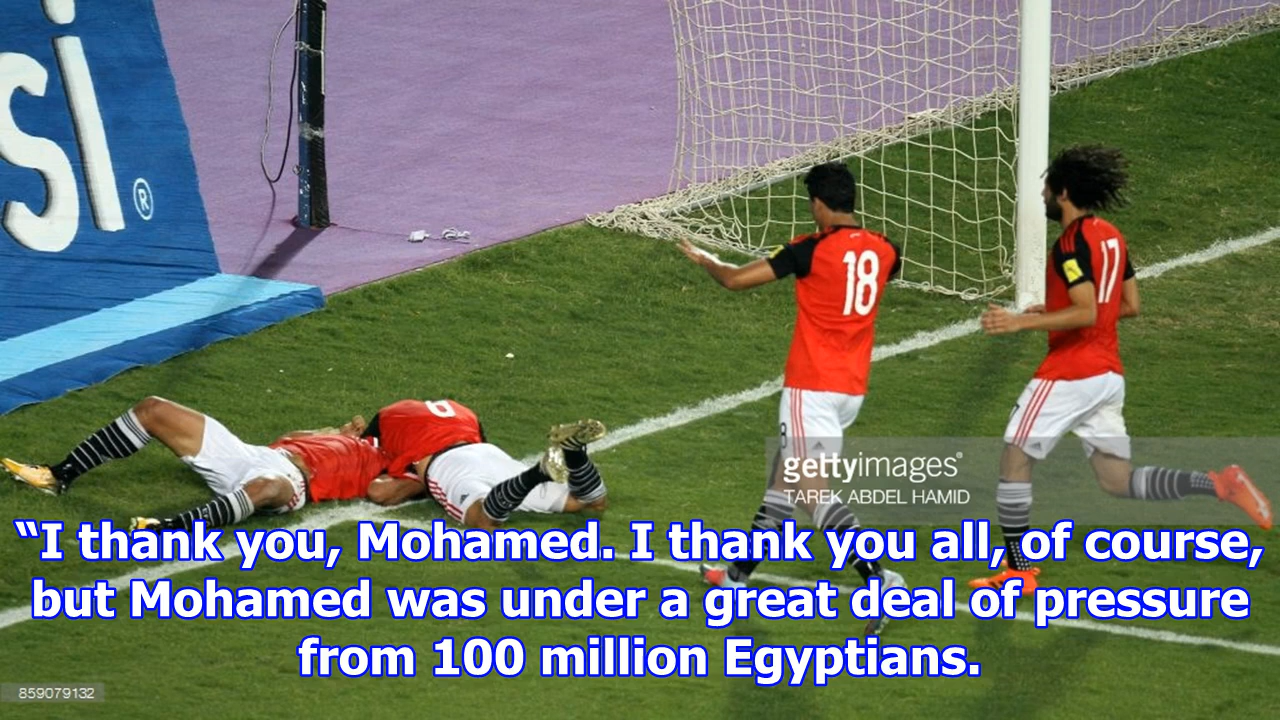 si
®
18
17
8
gettyimages®
TAREK ABDEL HAMID
“I thank you, Mohamed. I thank you all, of course,
but Mohamed was under a great deal of pressure
from 100 million Egyptians.
859079132